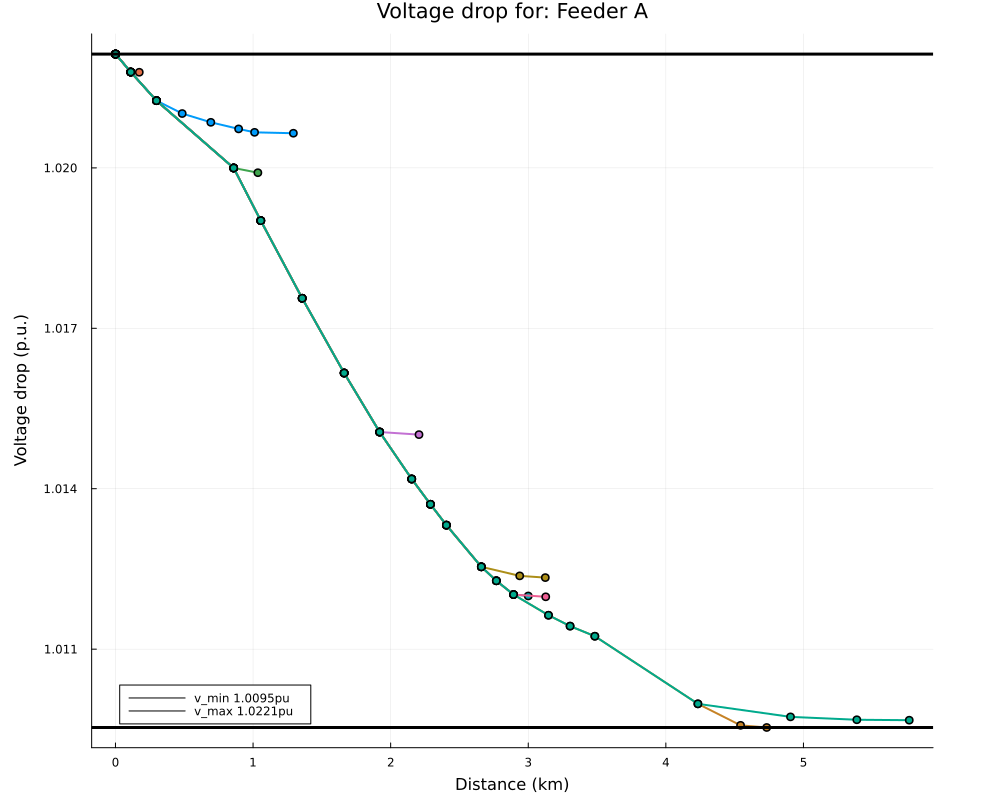 Voltage drop for: Feeder A
Voltage drop (p.u.)
1.020
1.017
1.014
1.011
v_min 1.0095pu
v_max 1.0221pu
0 1 2 3 4 5
Distance (km)